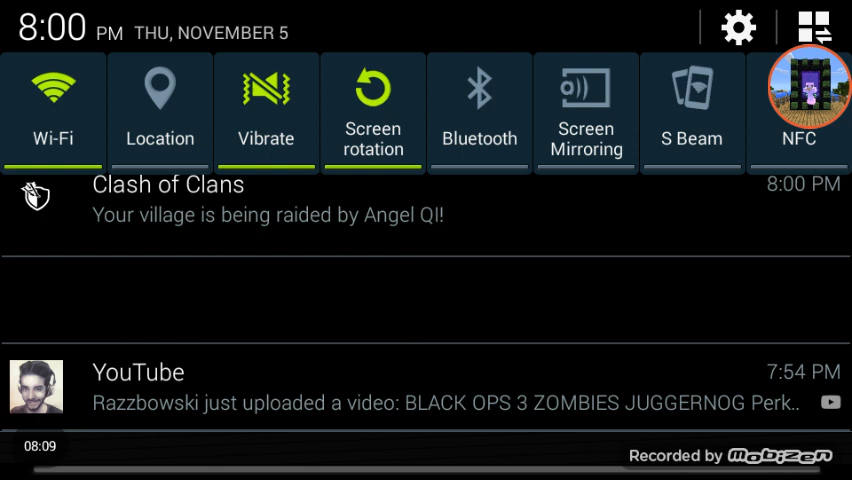 8:00 PM THU, NOVEMBER 5
Wi-Fi
Location
Vibrate
Screen
rotation
Bluetooth
Screen
Mirroring
S Beam
NFC
Clash of Clans 8:00 PM
Your village is being raided by Angel QI!
YouTube 7:54 PM
Razzbowski just uploaded a video: BLACK OPS 3 ZOMBIES JUGGERNOG Perk..
08:09
Recorded by Mobizen